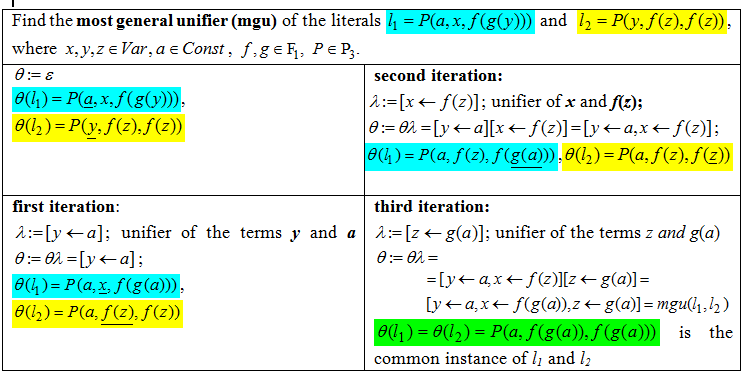 Find the most general unifier (mgu) of the literals l₁ = P(a, x, f(g(y))) and l₂ = P(y, f(z), f(z)),
where x, y, z ∈ Var, a ∈ Const , f, g ∈ F₁, P ∈ P₃.
θ := ε
θ(l₁) = P(a, x, f(g(y))),
θ(l₂) = P(y, f(z), f(z))
second iteration:
λ := [x ← f(z)]; unifier of x and f(z);
θ := θλ = [y ← a][x ← f(z)] = [y ← a, x ← f(z)];
θ(l₁) = P(a, f(z), f(g(a))), θ(l₂) = P(a, f(z), f(z))
first iteration:
λ := [y ← a]; unifier of the terms y and a
θ := θλ = [y ← a];
θ(l₁) = P(a, x, f(g(a))),
θ(l₂) = P(a, f(z), f(z))
third iteration:
λ := [z ← g(a)]; unifier of the terms z and g(a)
θ := θλ =
= [y ← a, x ← f(z)][z ← g(a)] =
[y ← a, x ← f(g(a)), z ← g(a)] = mgu(l₁, l₂)
θ(l₁) = θ(l₂) = P(a, f(g(a)), f(g(a))) is the
common instance of l₁ and l₂